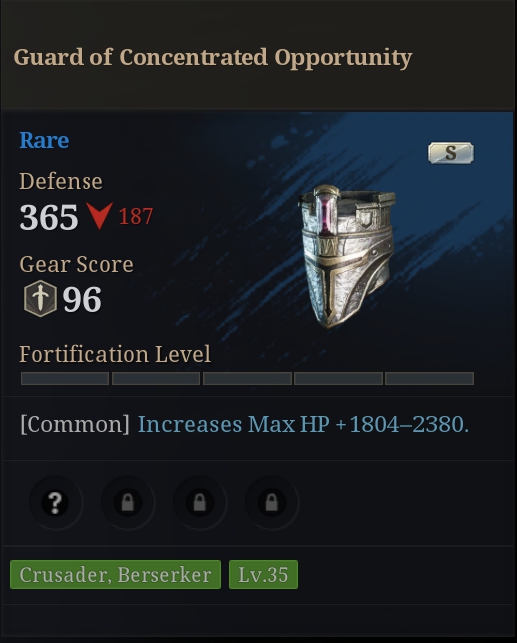 Guard of Concentrated Opportunity
Rare
S
Defense
365 187
Gear Score
96
Fortification Level
[Common] Increases Max HP +1804–2380.
?
Crusader, Berserker Lv.35